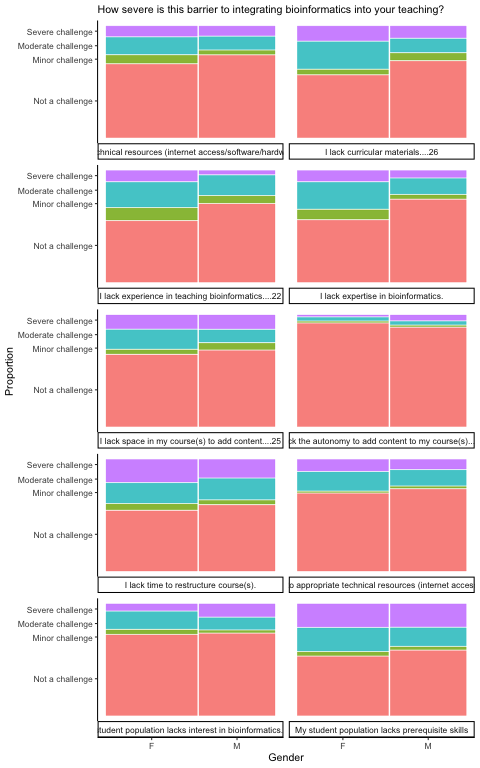 How severe is this barrier to integrating bioinformatics into your teaching?
Severe challenge
Moderate challenge
Minor challenge
Not a challenge
chnical resources (internet access/software/hardw
I lack curricular materials....26
Severe challenge
Moderate challenge
Minor challenge
Not a challenge
I lack experience in teaching bioinformatics....22
I lack expertise in bioinformatics.
Severe challenge
Moderate challenge
Minor challenge
Not a challenge
I lack space in my course(s) to add content....25
ck the autonomy to add content to my course(s)...
Severe challenge
Moderate challenge
Minor challenge
Not a challenge
I lack time to restructure course(s).
o appropriate technical resources (internet acces
Severe challenge
Moderate challenge
Minor challenge
Not a challenge
tudent population lacks interest in bioinformatics.
My student population lacks prerequisite skills
F
M
F
M
Gender
Proportion